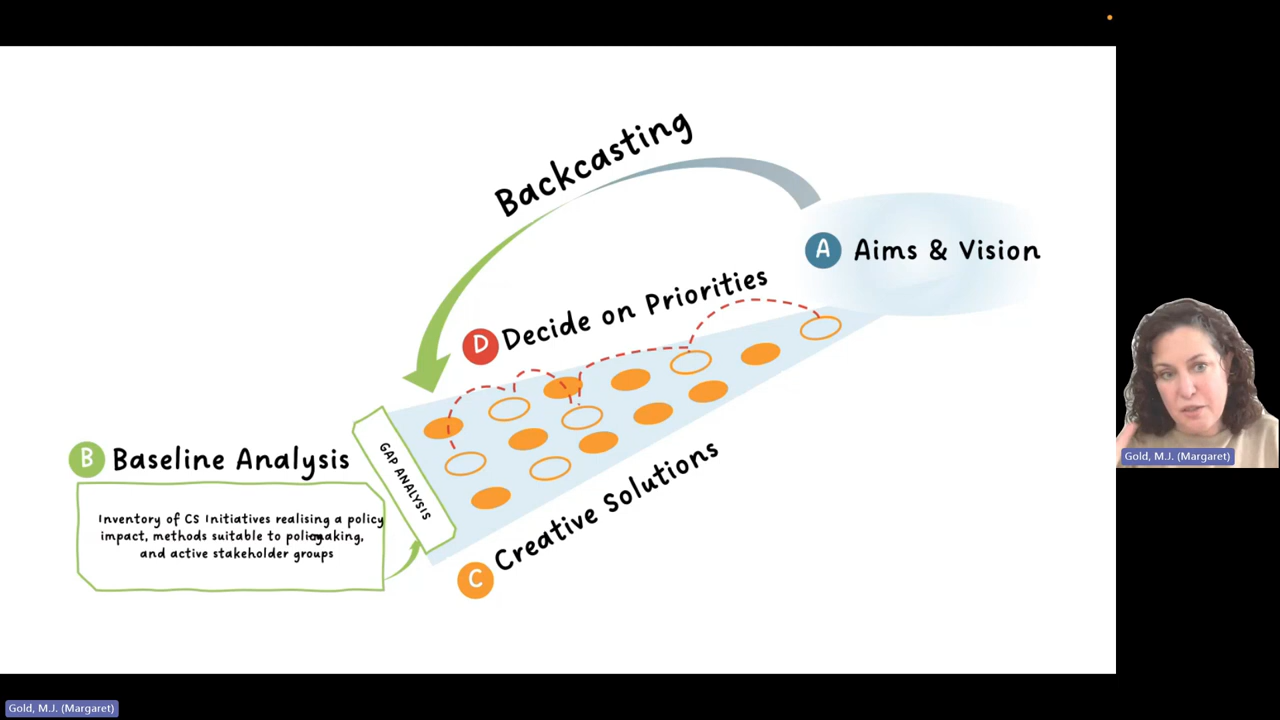 Backcasting
A Aims & Vision
D Decide on Priorities
B Baseline Analysis
GAP ANALYSIS
Inventory of CS Initiatives realising a policy
impact, methods suitable to policymaking,
and active stakeholder groups
C Creative Solutions
Gold, M.J. (Margaret)
Gold, M.J. (Margaret)